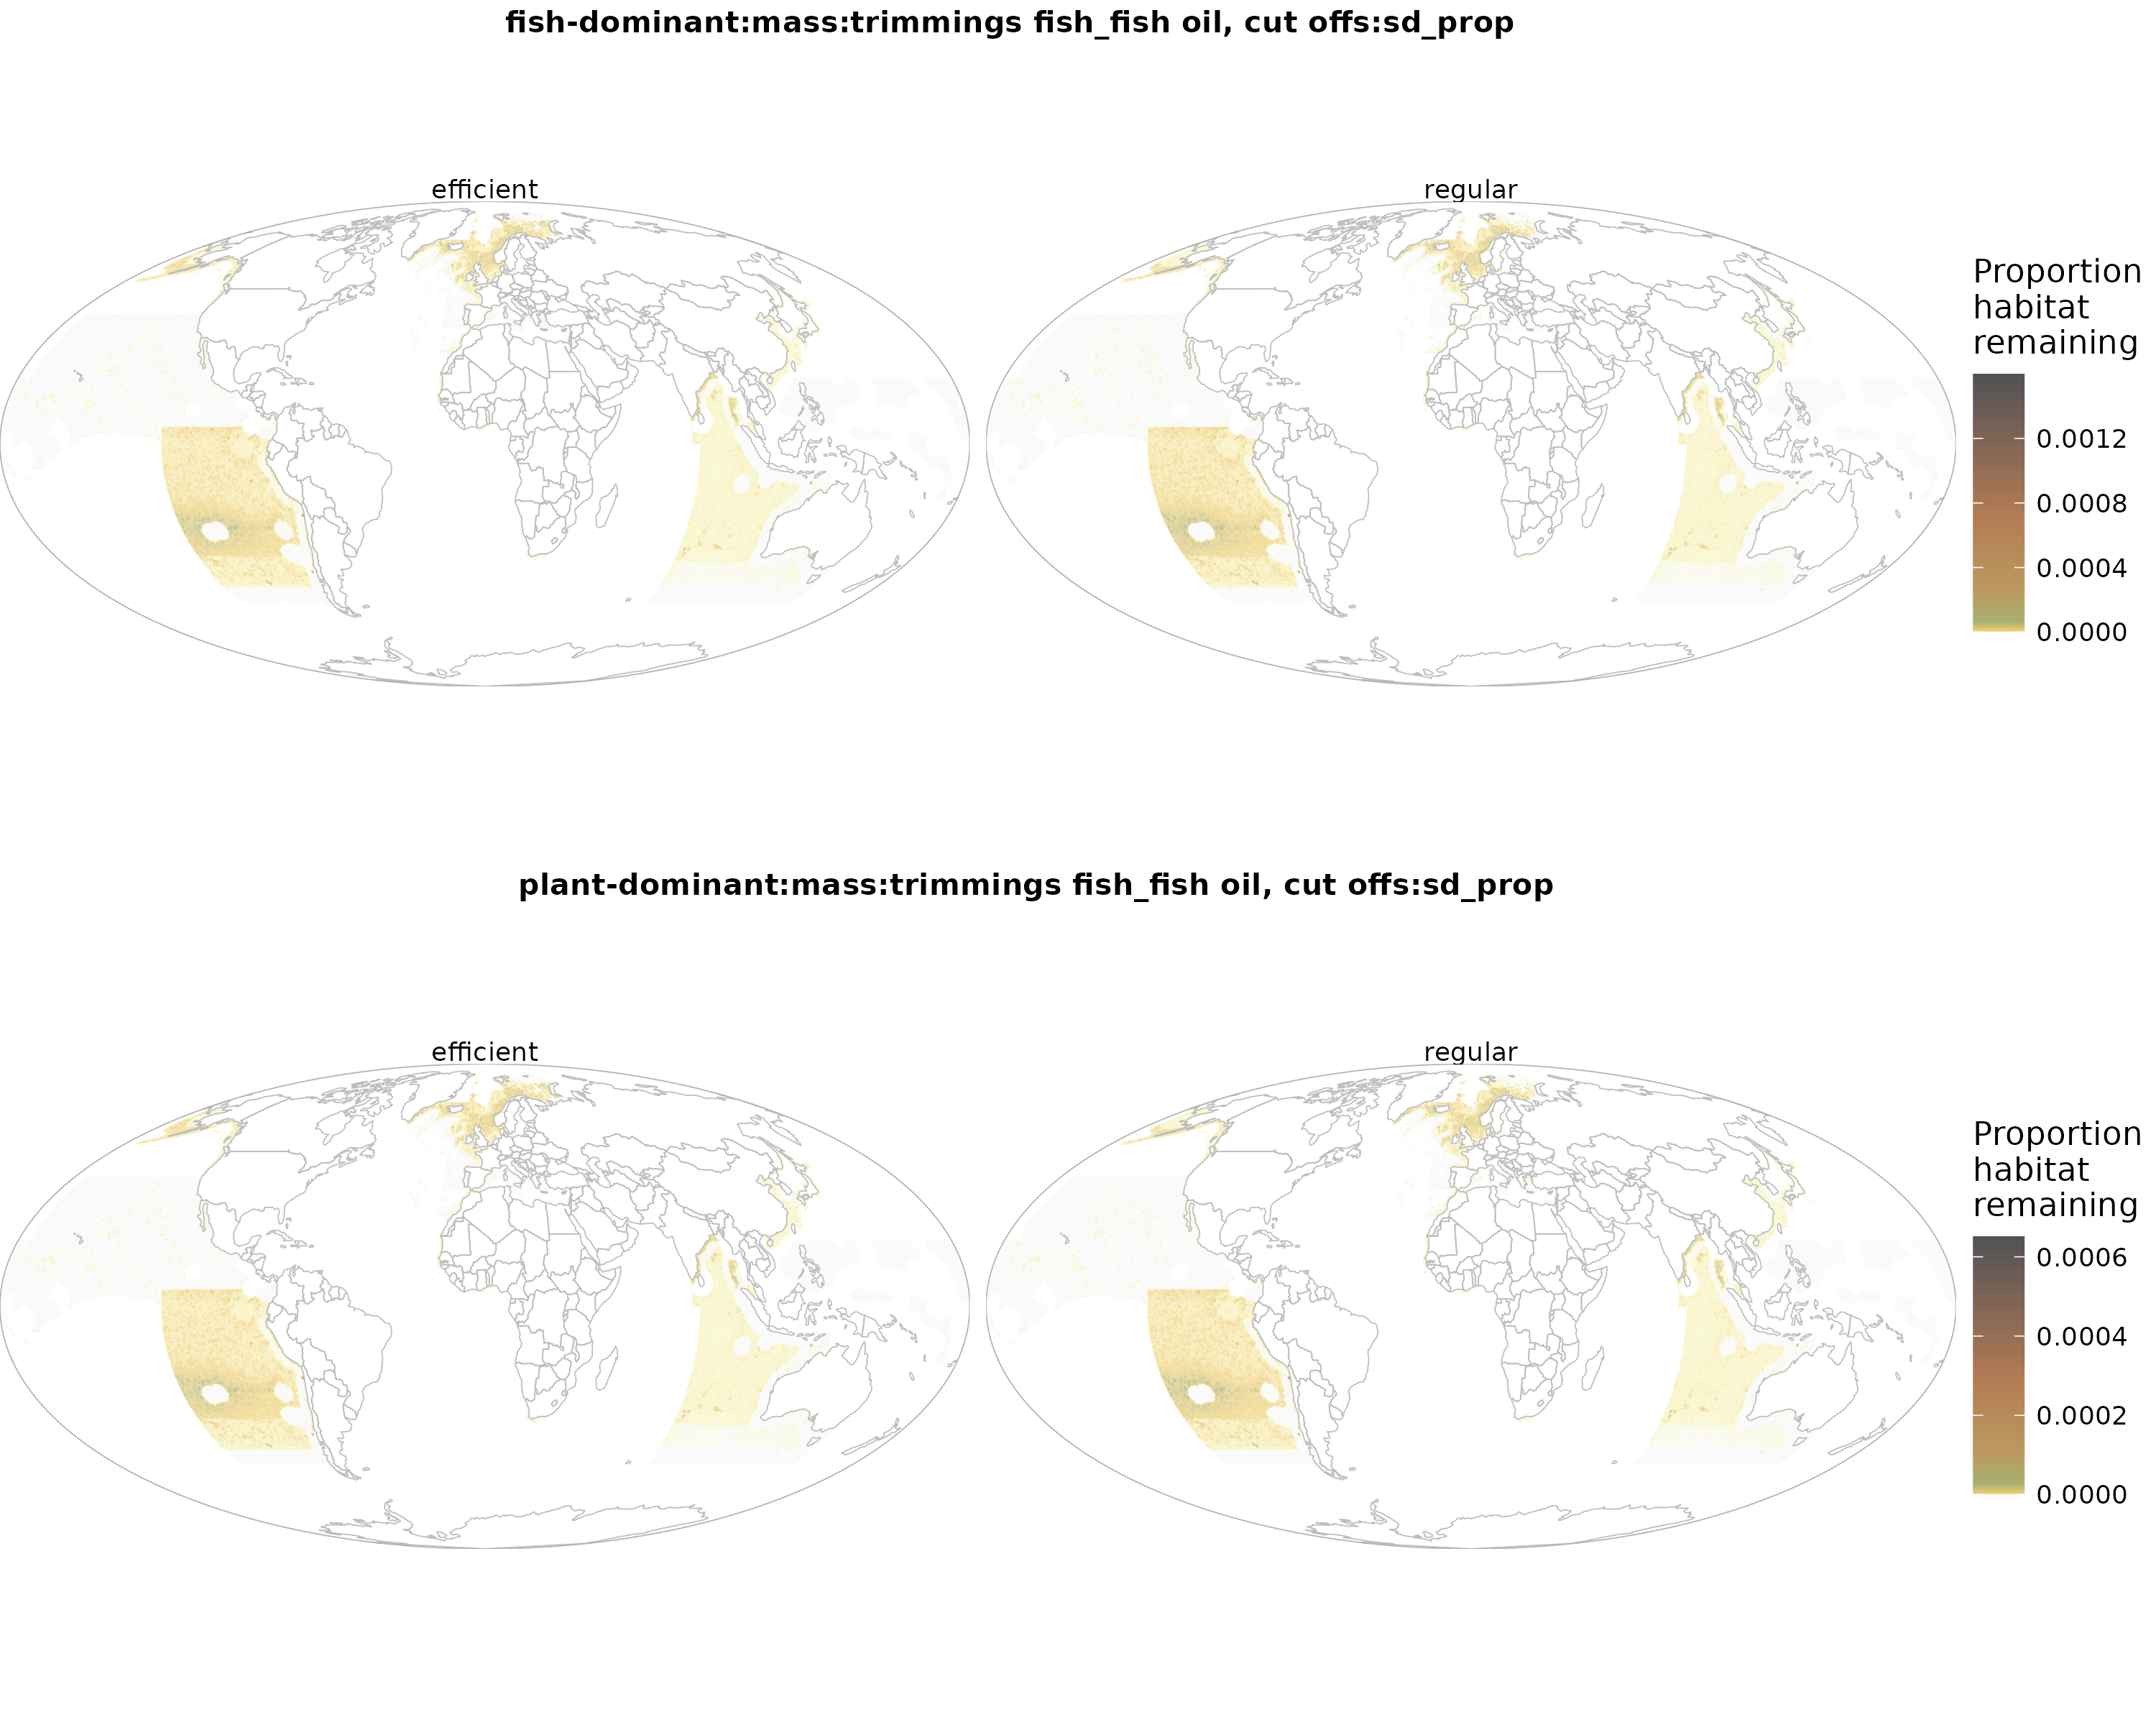 fish-dominant:mass:trimmings fish_fish oil, cut offs:sd_prop
efficient
regular
Proportion
habitat
remaining
0.0012
0.0008
0.0004
0.0000
plant-dominant:mass:trimmings fish_fish oil, cut offs:sd_prop
efficient
regular
Proportion
habitat
remaining
0.0006
0.0004
0.0002
0.0000